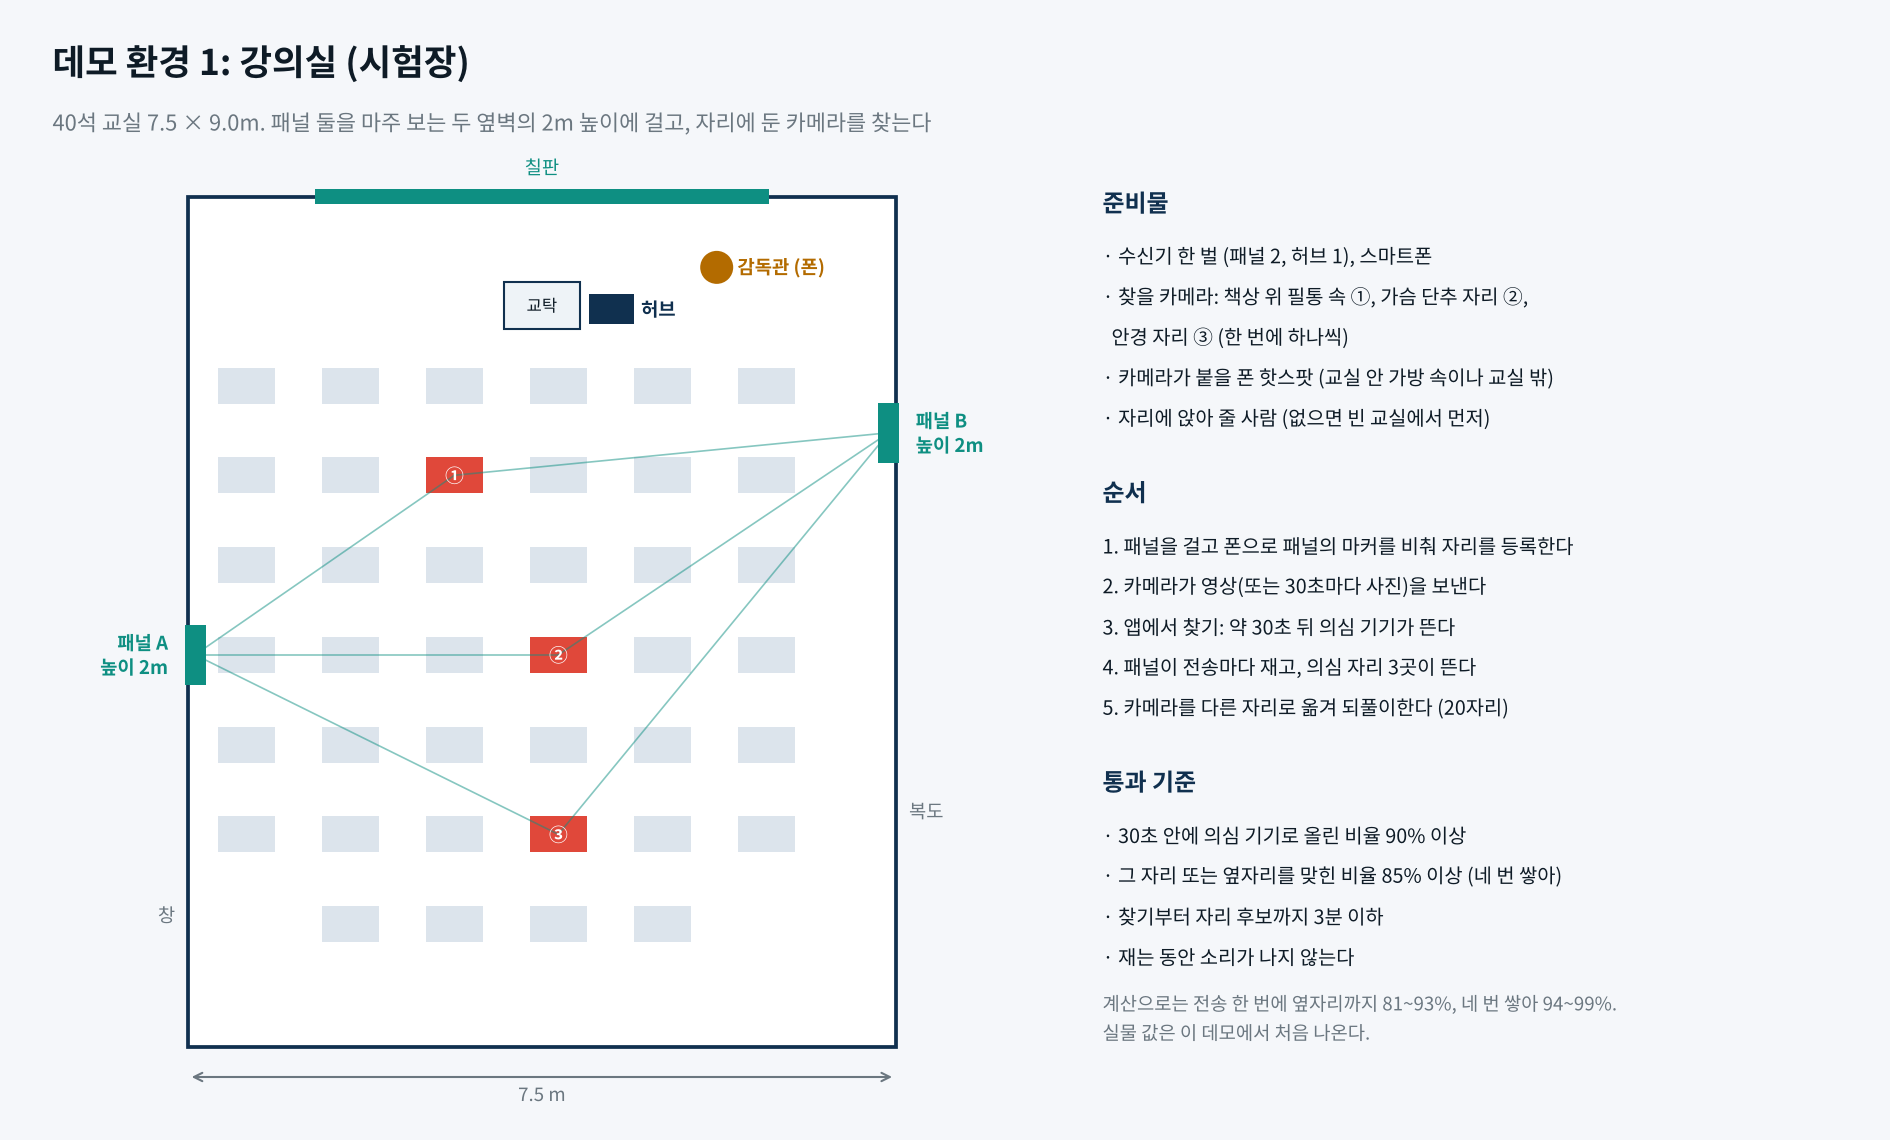 데모 환경 1: 강의실 (시험장)
40석 교실 7.5 × 9.0m. 패널 둘을 마주 보는 두 옆벽의 2m 높이에 걸고, 자리에 둔 카메라를 찾는다
칠판
감독관 (폰)
교탁
허브
패널 B
높이 2m
①
패널 A
높이 2m
②
③
복도
창
7.5 m
준비물
· 수신기 한 벌 (패널 2, 허브 1), 스마트폰
· 찾을 카메라: 책상 위 필통 속 ①, 가슴 단추 자리 ②,
안경 자리 ③ (한 번에 하나씩)
· 카메라가 붙을 폰 핫스팟 (교실 안 가방 속이나 교실 밖)
· 자리에 앉아 줄 사람 (없으면 빈 교실에서 먼저)
순서
1. 패널을 걸고 폰으로 패널의 마커를 비춰 자리를 등록한다
2. 카메라가 영상(또는 30초마다 사진)을 보낸다
3. 앱에서 찾기: 약 30초 뒤 의심 기기가 뜬다
4. 패널이 전송마다 재고, 의심 자리 3곳이 뜬다
5. 카메라를 다른 자리로 옮겨 되풀이한다 (20자리)
통과 기준
· 30초 안에 의심 기기로 올린 비율 90% 이상
· 그 자리 또는 옆자리를 맞힌 비율 85% 이상 (네 번 쌓아)
· 찾기부터 자리 후보까지 3분 이하
· 재는 동안 소리가 나지 않는다
계산으로는 전송 한 번에 옆자리까지 81~93%, 네 번 쌓아 94~99%.
실물 값은 이 데모에서 처음 나온다.